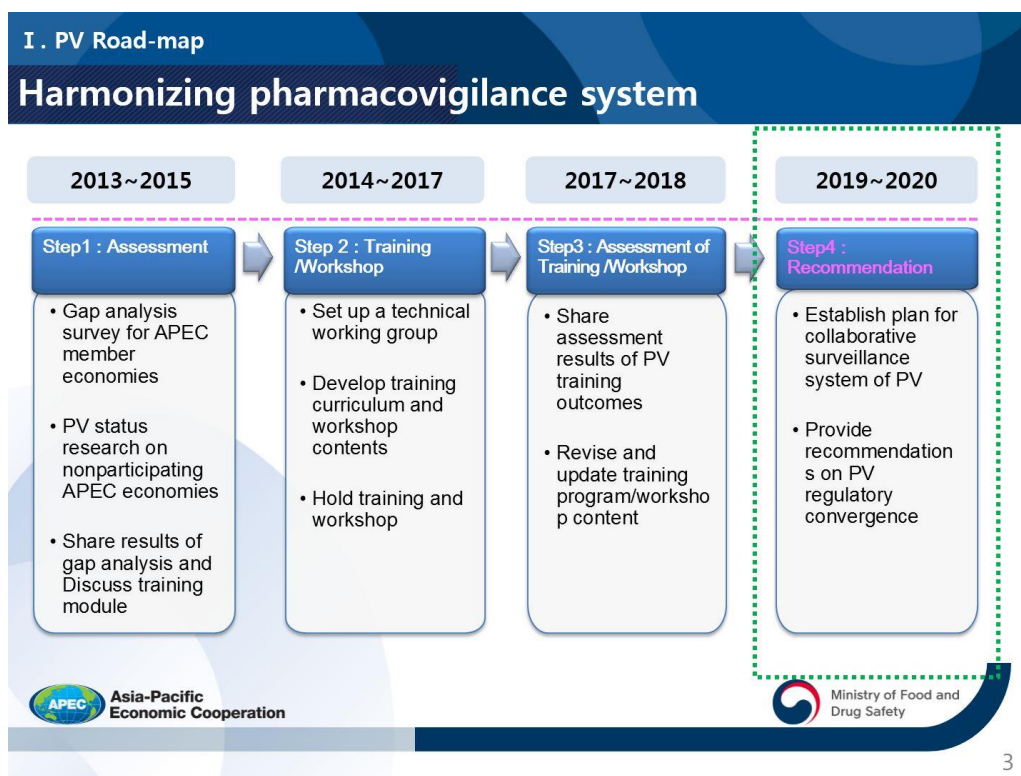 Ⅰ. PV Road-map
Harmonizing pharmacovigilance system
2013~2015
2014~2017
2017~2018
2019~2020
Step1 : Assessment
Step 2 : Training
/Workshop
Step3 : Assessment of
Training /Workshop
Step4 :
Recommendation
• Gap analysis
survey for APEC
member
economies
• PV status
research on
nonparticipating
APEC economies
• Share results of
gap analysis and
Discuss training
module
• Set up a technical
working group
• Develop training
curriculum and
workshop
contents
• Hold training and
workshop
• Share
assessment
results of PV
training
outcomes
• Revise and
update training
program/worksho
p content
• Establish plan for
collaborative
surveillance
system of PV
• Provide
recommendation
s on PV
regulatory
convergence
APEC
Asia-Pacific
Economic Cooperation
Ministry of Food and
Drug Safety
3